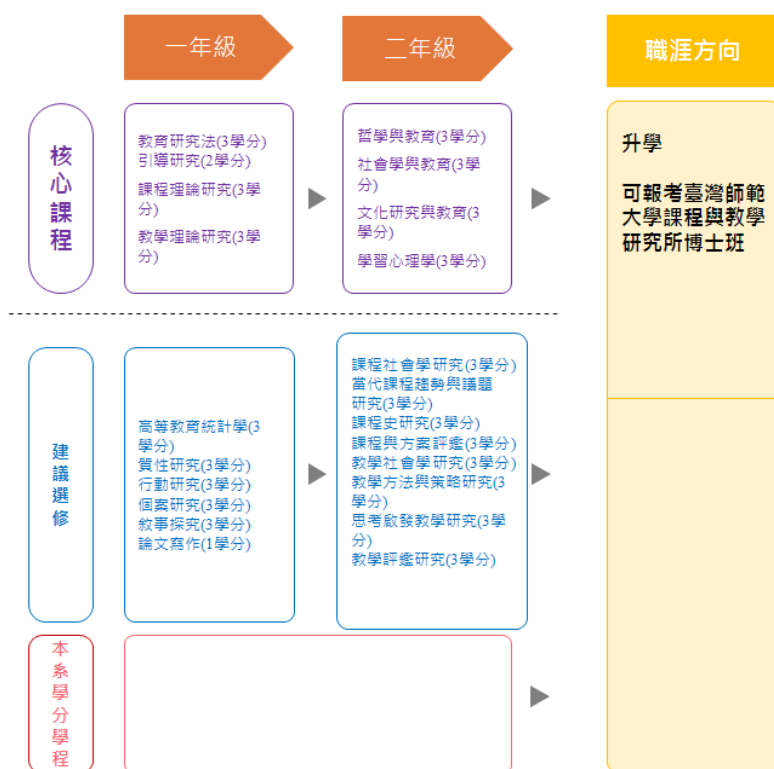 一年級
二年級
職涯方向
核心課程
教育研究法(3學分)
引導研究(2學分)
課程理論研究(3學
分)
教學理論研究(3學
分)
哲學與教育(3學分)
社會學與教育(3學
分)
文化研究與教育(3
學分)
學習心理學(3學分)
升學
可報考臺灣師範
大學課程與教學
研究所博士班
建議選修
高等教育統計學(3
學分)
質性研究(3學分)
行動研究(3學分)
個案研究(3學分)
敘事探究(3學分)
論文寫作(1學分)
課程社會學研究(3學分)
當代課程趨勢與議題
研究(3學分)
課程史研究(3學分)
課程與方案評鑑(3學分)
教學社會學研究(3學分)
教學方法與策略研究(3
學分)
思考啟發教學研究(3學
分)
教學評鑑研究(3學分)
本系學分學程